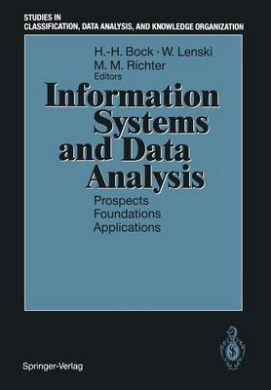 STUDIES IN
CLASSIFICATION, DATA ANALYSIS, AND KNOWLEDGE ORGANIZATION
H.-H. Bock · W. Lenski
M. M. Richter
Editors
Information
Systems and Data
Analysis
Prospects
Foundations
Applications
Springer-Verlag